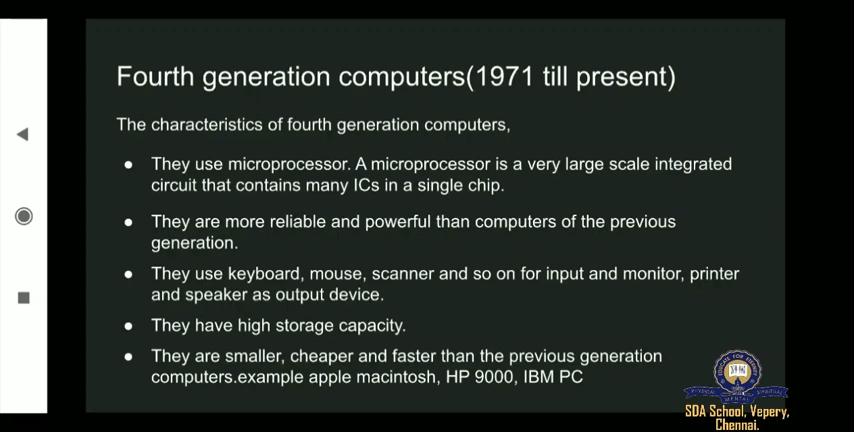 Fourth generation computers(1971 till present)
The characteristics of fourth generation computers,
● They use microprocessor. A microprocessor is a very large scale integrated
circuit that contains many ICs in a single chip.
● They are more reliable and powerful than computers of the previous
generation.
● They use keyboard, mouse, scanner and so on for input and monitor, printer
and speaker as output device.
● They have high storage capacity.
● They are smaller, cheaper and faster than the previous generation
computers.example apple macintosh, HP 9000, IBM PC
SDA School, Vepery,
Chennai.